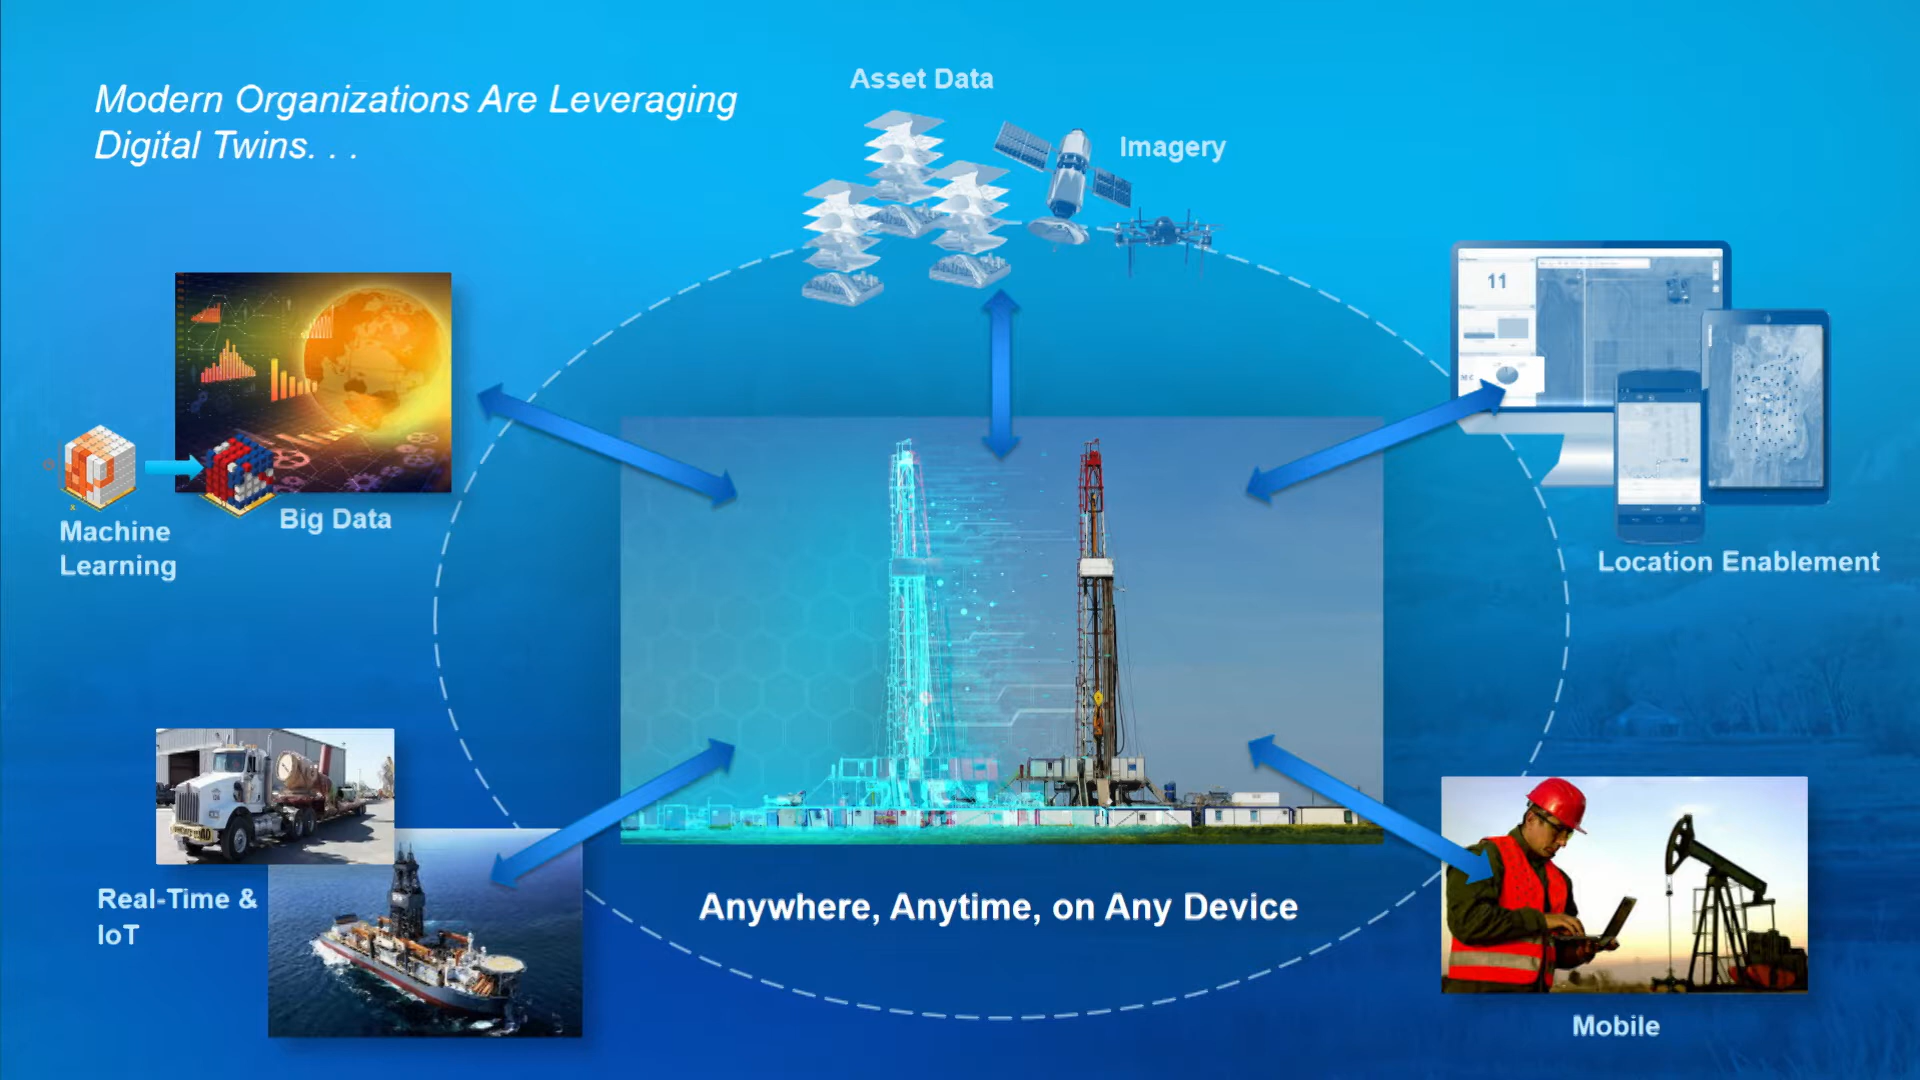 Modern Organizations Are Leveraging
Digital Twins. . .
Asset Data
Imagery
11
Machine
Learning
Big Data
Location Enablement
Real-Time &
IoT
Anywhere, Anytime, on Any Device
Mobile